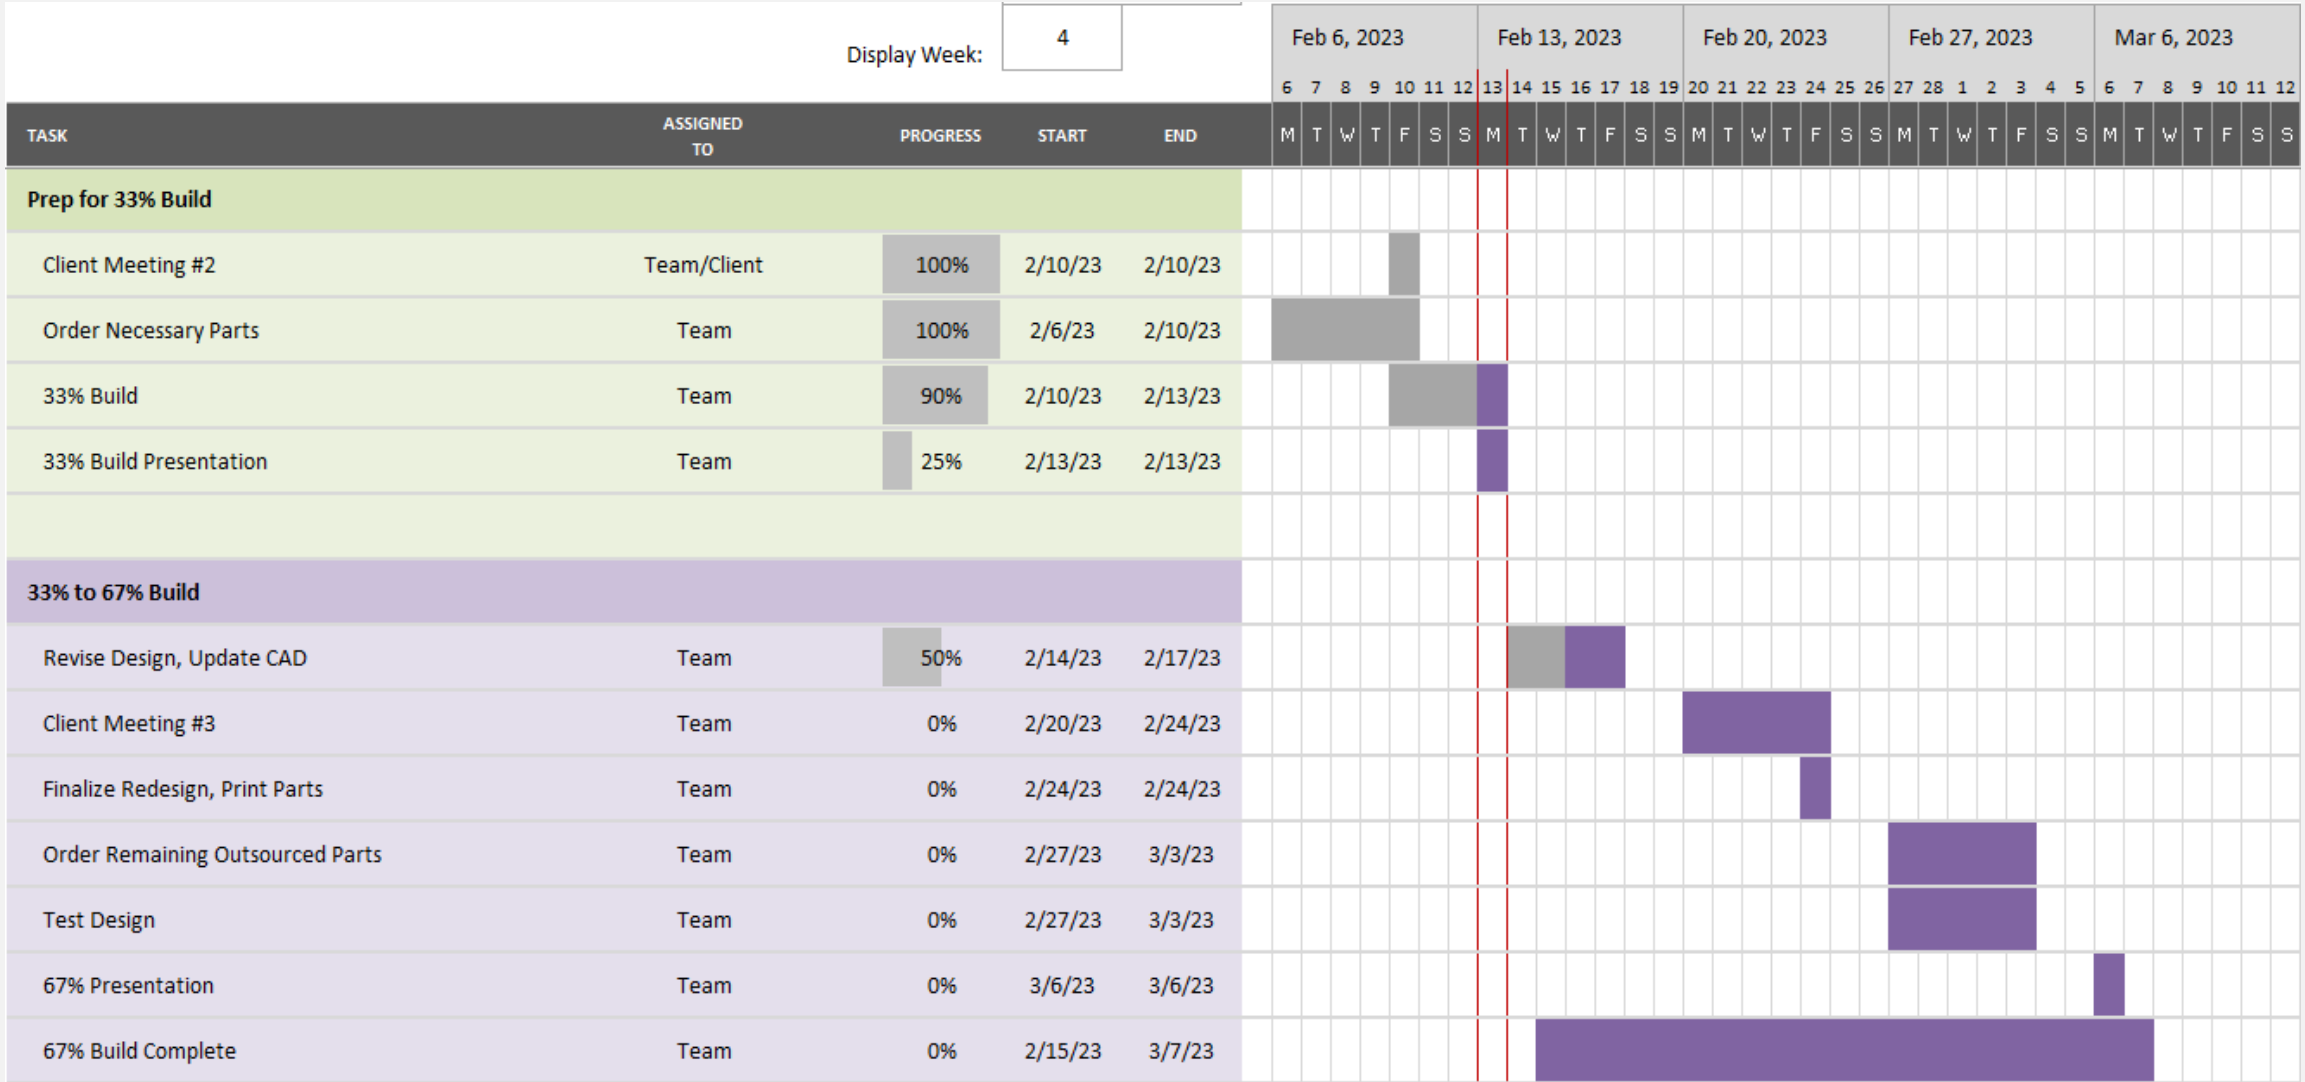 Display Week: 4
Feb 6, 2023 Feb 13, 2023 Feb 20, 2023 Feb 27, 2023 Mar 6, 2023
6 7 8 9 10 11 12 13 14 15 16 17 18 19 20 21 22 23 24 25 26 27 28 1 2 3 4 5 6 7 8 9 10 11 12
TASK ASSIGNED TO PROGRESS START END M T W T F S S M T W T F S S M T W T F S S M T W T F S S M T W T F S S
Prep for 33% Build
Client Meeting #2 Team/Client 100% 2/10/23 2/10/23
Order Necessary Parts Team 100% 2/6/23 2/10/23
33% Build Team 90% 2/10/23 2/13/23
33% Build Presentation Team 25% 2/13/23 2/13/23
33% to 67% Build
Revise Design, Update CAD Team 50% 2/14/23 2/17/23
Client Meeting #3 Team 0% 2/20/23 2/24/23
Finalize Redesign, Print Parts Team 0% 2/24/23 2/24/23
Order Remaining Outsourced Parts Team 0% 2/27/23 3/3/23
Test Design Team 0% 2/27/23 3/3/23
67% Presentation Team 0% 3/6/23 3/6/23
67% Build Complete Team 0% 2/15/23 3/7/23